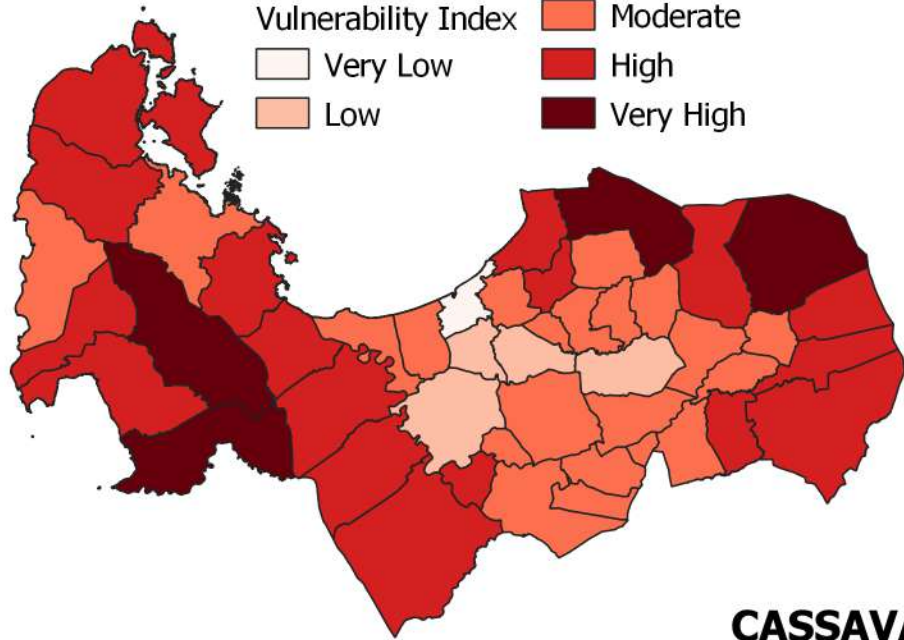 Vulnerability Index
Very Low
Low
Moderate
High
Very High
CASSAVA